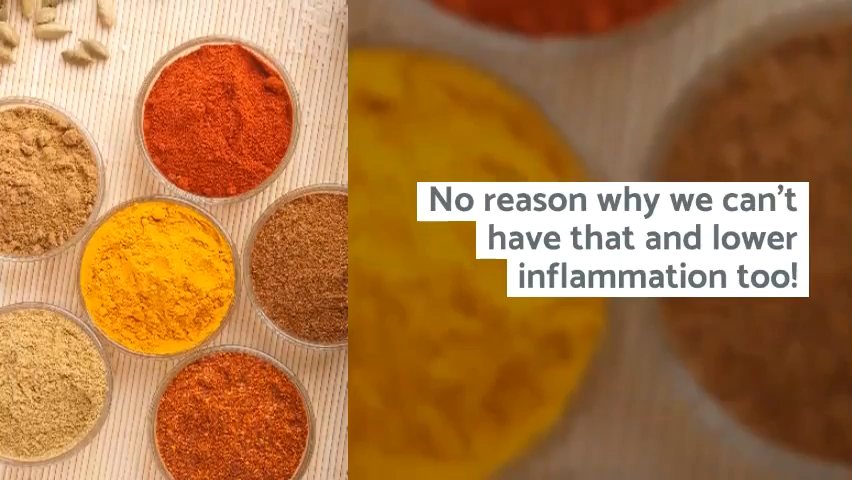 No reason why we can't
have that and lower
inflammation too!